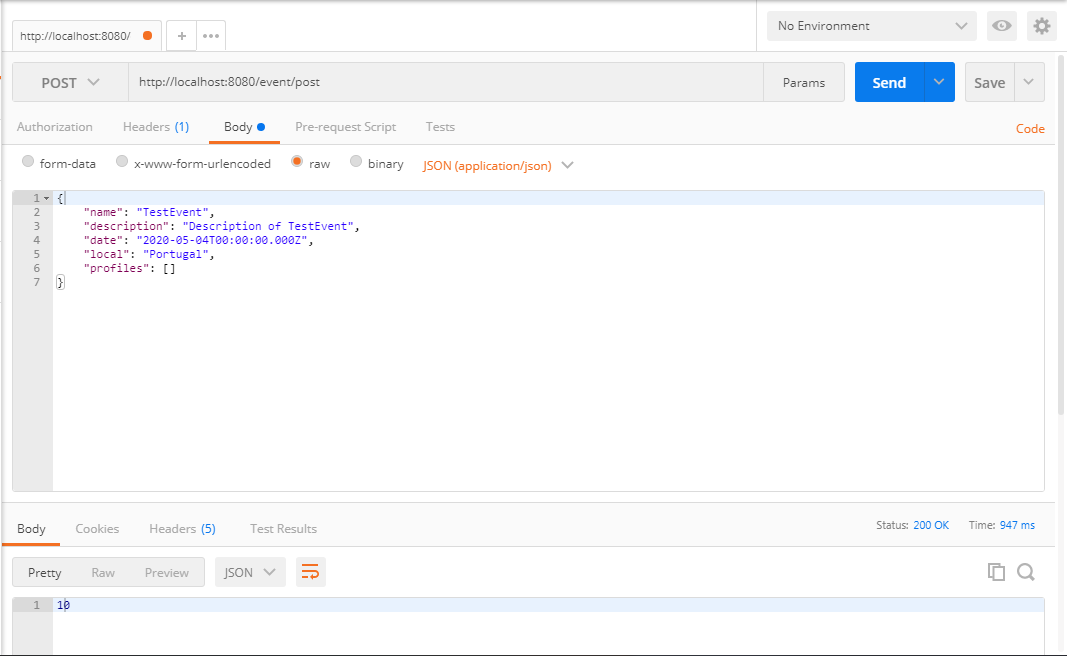 http://localhost:8080/ + ••• No Environment
POST http://localhost:8080/event/post Params Send Save
Authorization Headers (1) Body Pre-request Script Tests Code
form-data x-www-form-urlencoded raw binary JSON (application/json)
1 {
2 "name": "TestEvent",
3 "description": "Description of TestEvent",
4 "date": "2020-05-04T00:00:00.000Z",
5 "local": "Portugal",
6 "profiles": []
7 }
Body Cookies Headers (5) Test Results Status: 200 OK Time: 947 ms
Pretty Raw Preview JSON
1 10